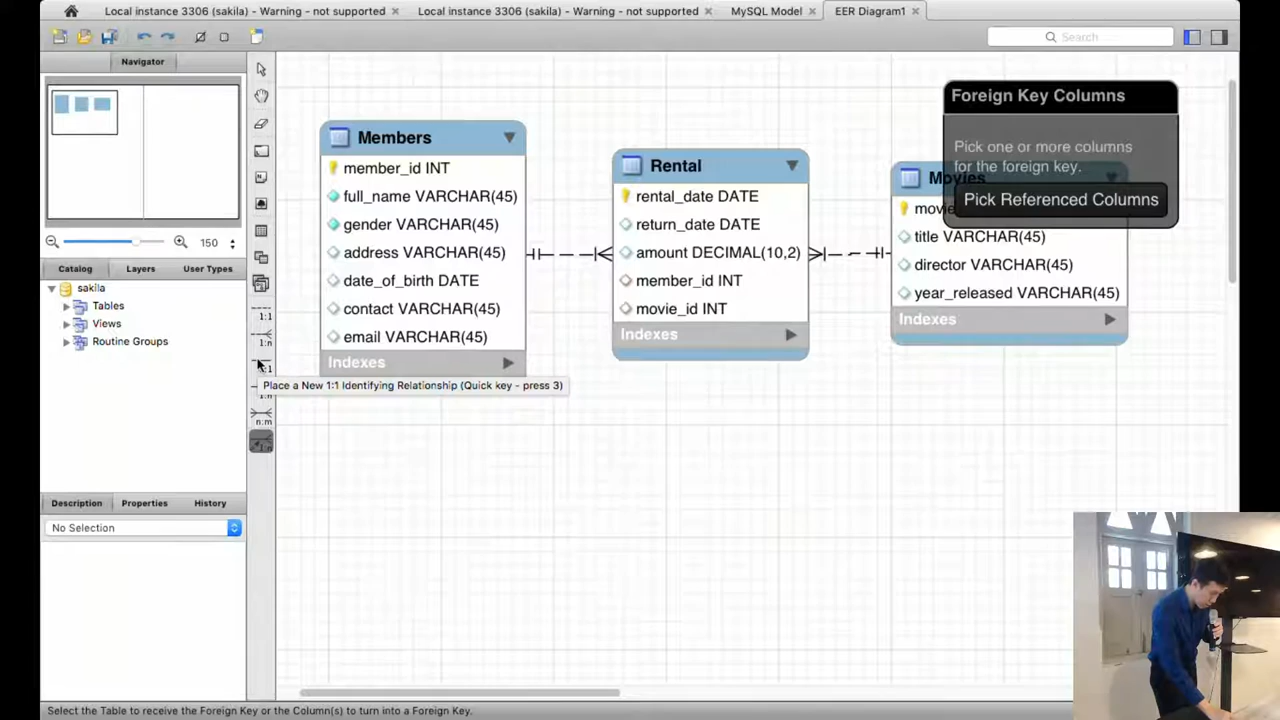 Local instance 3306 (sakila) - Warning - not supported
Local instance 3306 (sakila) - Warning - not supported
MySQL Model
EER Diagram1
Search
Navigator
150
Catalog
Layers
User Types
sakila
Tables
Views
Routine Groups
Description
Properties
History
No Selection
1:1
1:n
:1
n:m
Members
member_id INT
full_name VARCHAR(45)
gender VARCHAR(45)
address VARCHAR(45)
date_of_birth DATE
contact VARCHAR(45)
email VARCHAR(45)
Indexes
Place a New 1:1 Identifying Relationship (Quick key - press 3)
Rental
rental_date DATE
return_date DATE
amount DECIMAL(10,2)
member_id INT
movie_id INT
Indexes
Foreign Key Columns
Pick one or more columns
for the foreign key.
Pick Referenced Columns
Movies
title VARCHAR(45)
director VARCHAR(45)
year_released VARCHAR(45)
Indexes
Select the Table to receive the Foreign Key or the Column(s) to turn into a Foreign Key.